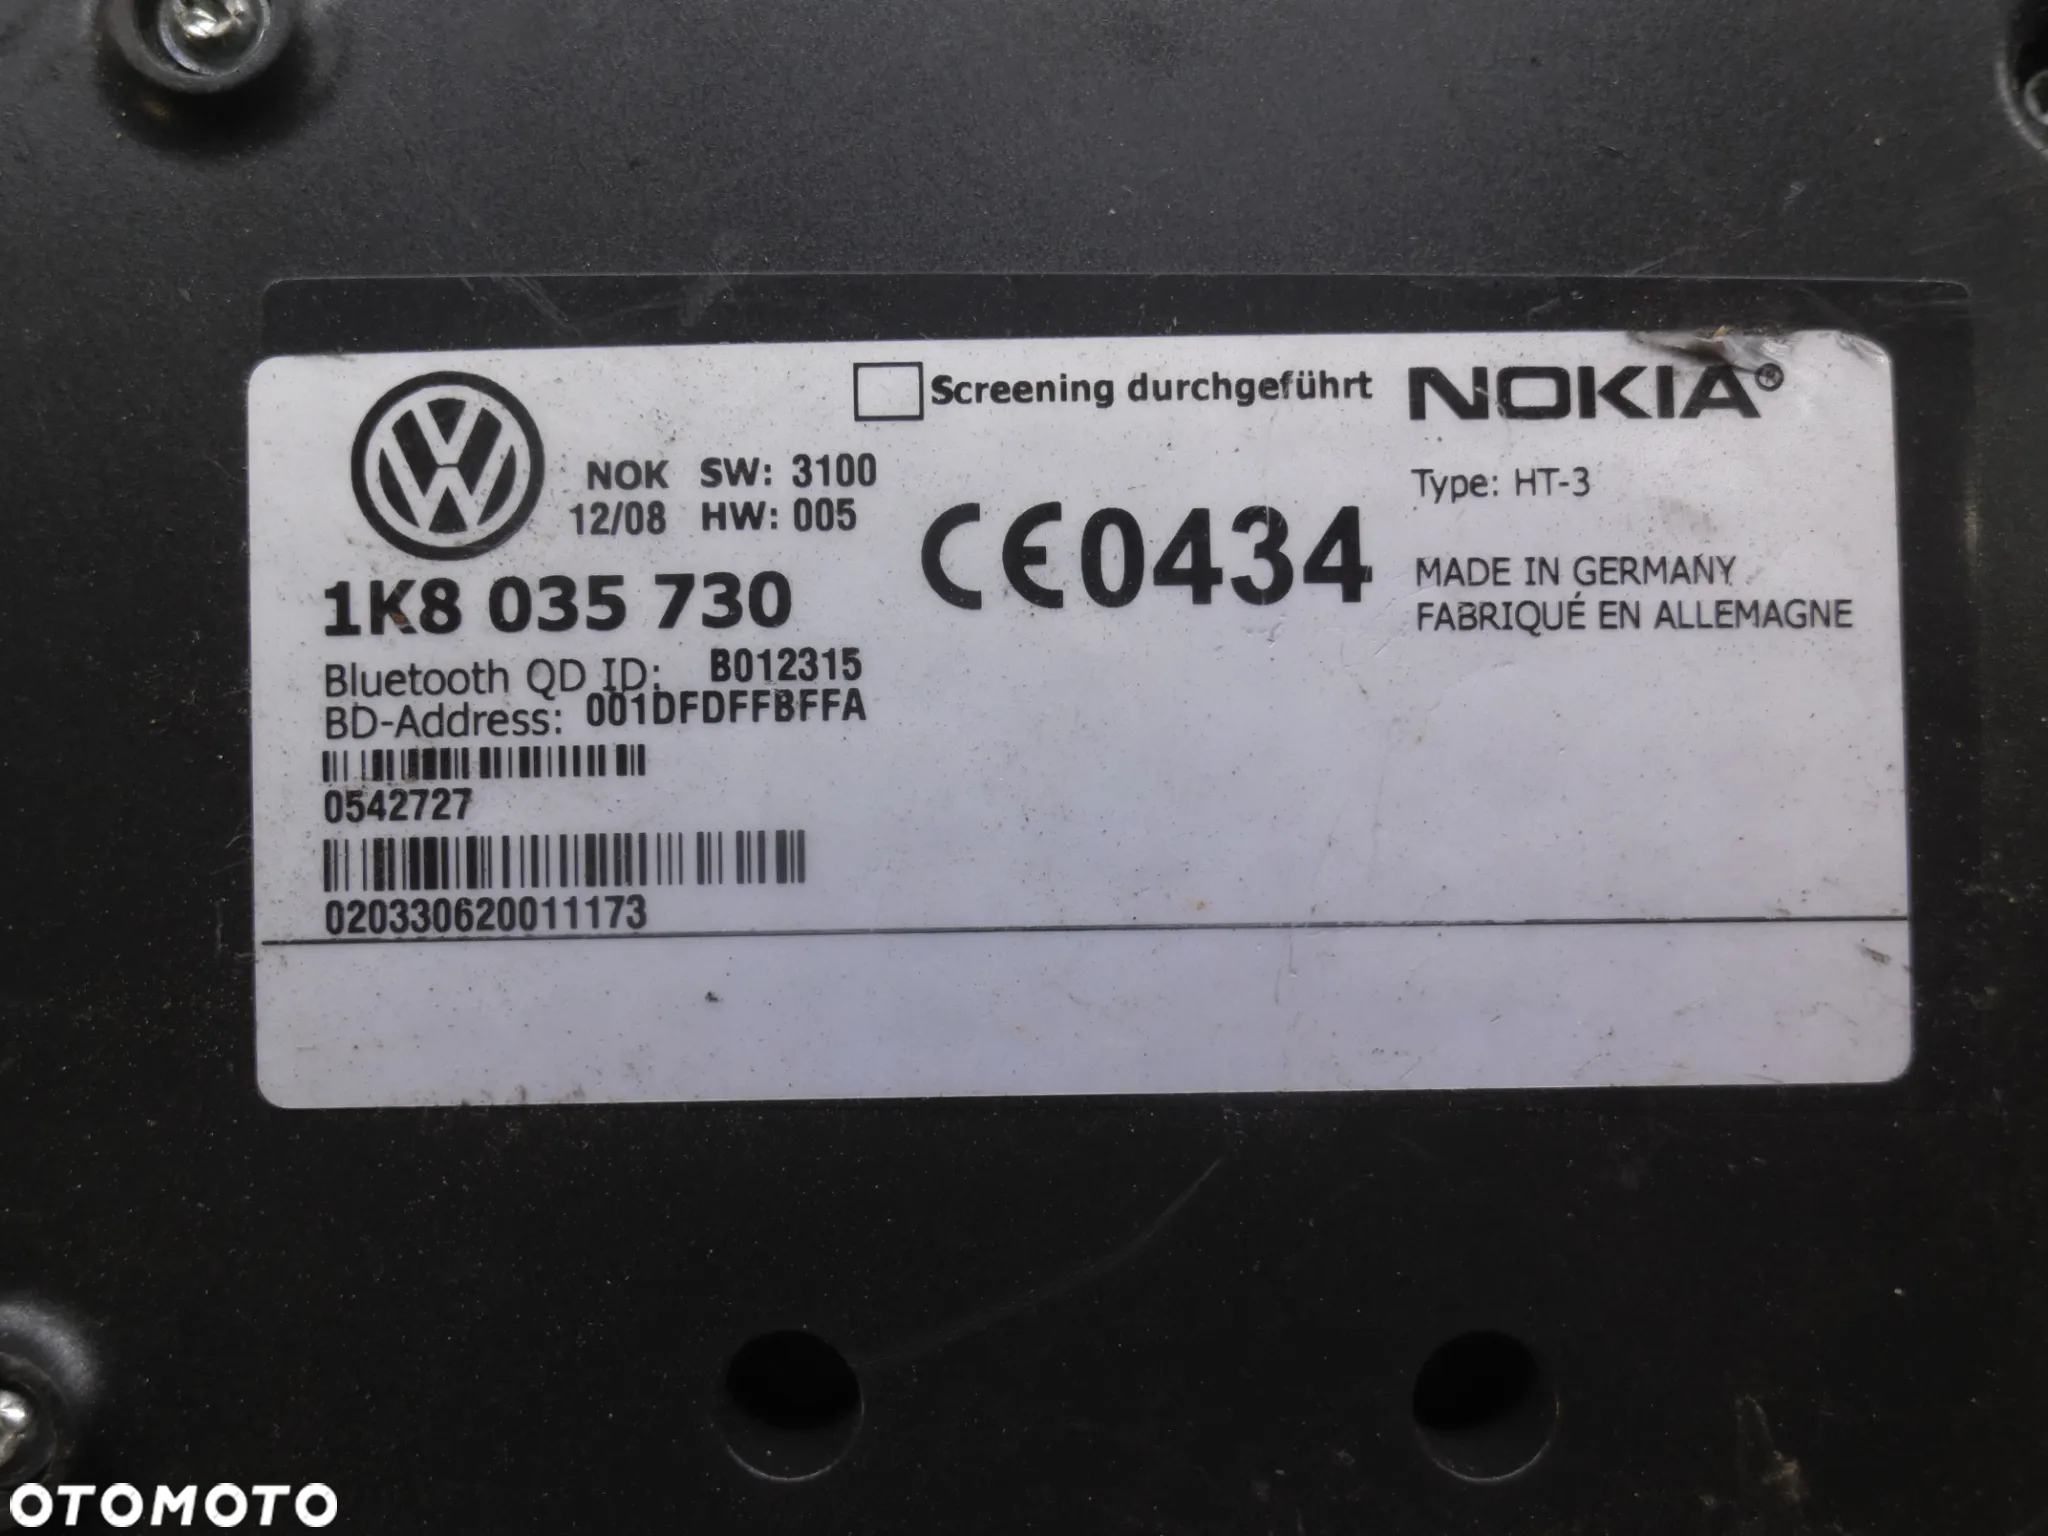 Screening durchgeführt NOKIA®
NOK SW: 3100
12/08 HW: 005
Type: HT-3
CE0434
1K8 035 730
MADE IN GERMANY
FABRIQUÉ EN ALLEMAGNE
Bluetooth QD ID: B012315
BD-Address: 001DFDFFBFFA
0542727
020330620011173
OTOMOTO